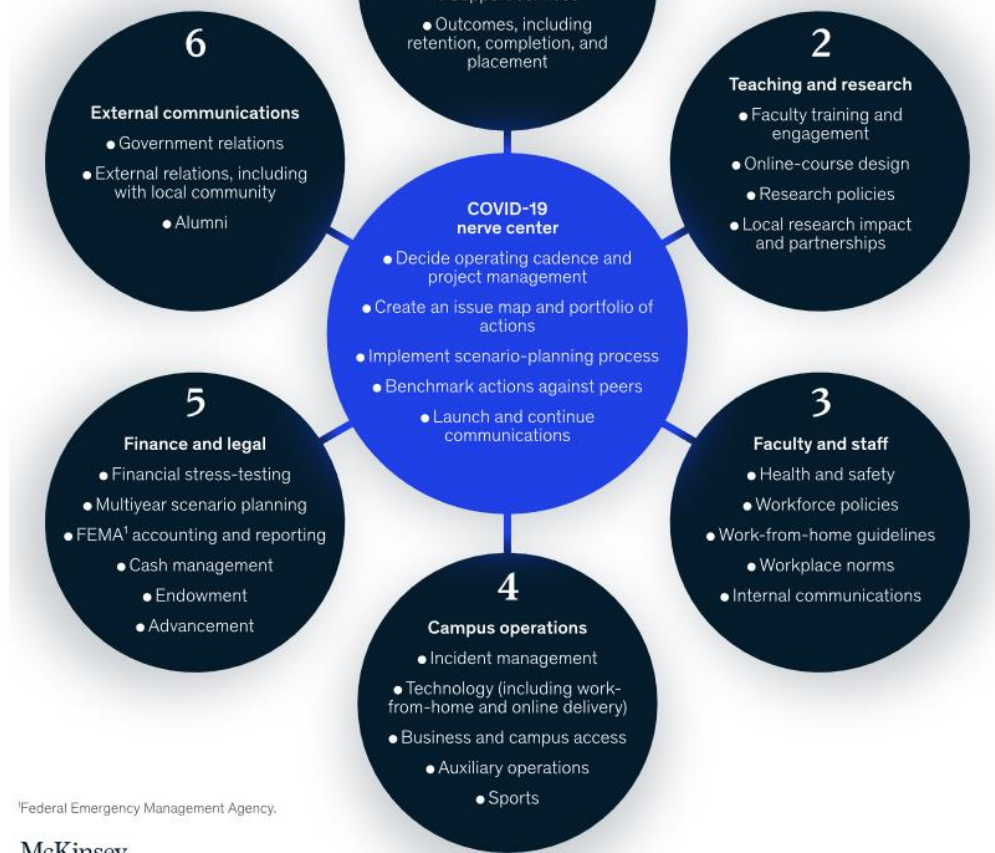 ● Outcomes, including
retention, completion, and
placement
2
Teaching and research
● Faculty training and
engagement
● Online-course design
● Research policies
● Local research impact
and partnerships
3
Faculty and staff
● Health and safety
● Workforce policies
● Work-from-home guidelines
● Workplace norms
● Internal communications
4
Campus operations
● Incident management
● Technology (including work-
from-home and online delivery)
● Business and campus access
● Auxiliary operations
● Sports
5
Finance and legal
● Financial stress-testing
● Multiyear scenario planning
● FEMA¹ accounting and reporting
● Cash management
● Endowment
● Advancement
6
External communications
● Government relations
● External relations, including
with local community
● Alumni
COVID-19
nerve center
● Decide operating cadence and
project management
● Create an issue map and portfolio of
actions
● Implement scenario-planning process
● Benchmark actions against peers
● Launch and continue
communications
¹Federal Emergency Management Agency.
McKinsey